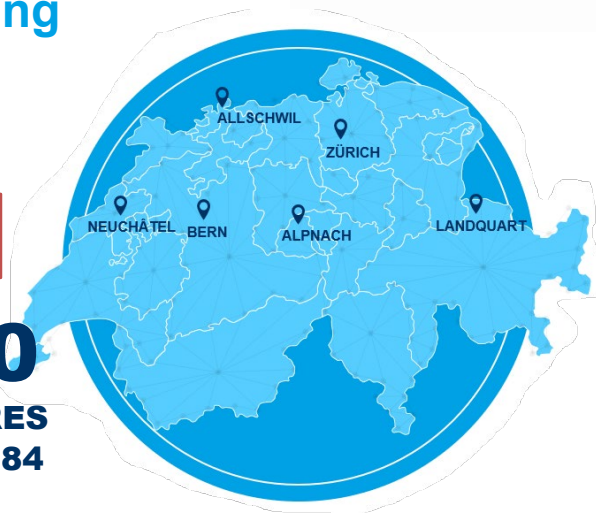 ng
ALLSCHWIL
ZÜRICH
NEUCHÂTEL
BERN
ALPNACH
LANDQUART
0
RES
84